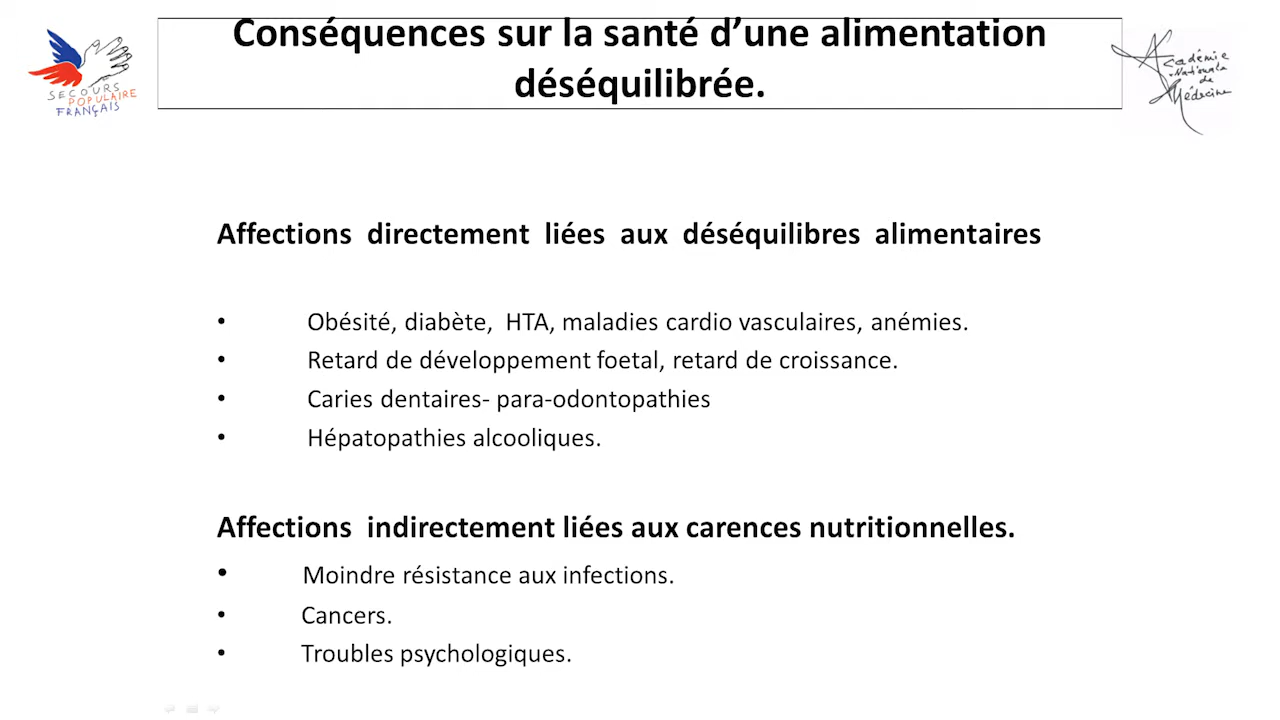 Conséquences sur la santé d’une alimentation
déséquilibrée.
SECOURS
POPULAIRE
FRANÇAIS
Académie
Nationale
de
Médecine
Affections directement liées aux déséquilibres alimentaires
• Obésité, diabète, HTA, maladies cardio vasculaires, anémies.
• Retard de développement foetal, retard de croissance.
• Caries dentaires- para-odontopathies
• Hépatopathies alcooliques.
Affections indirectement liées aux carences nutritionnelles.
• Moindre résistance aux infections.
• Cancers.
• Troubles psychologiques.